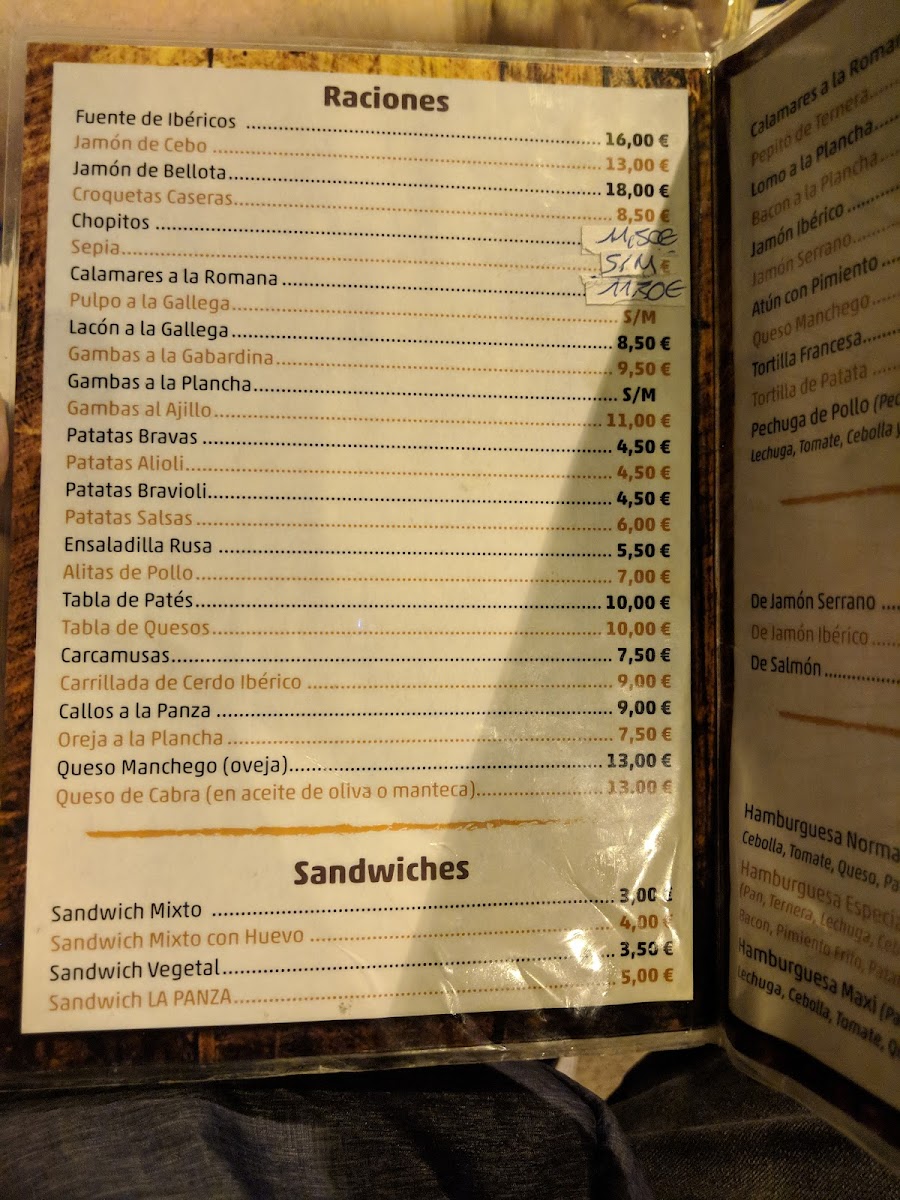 Raciones
Fuente de Ibéricos ........ 16,00 €
Jamón de Cebo ........ 13,00 €
Jamón de Bellota ........ 18,00 €
Croquetas Caseras ........ 8,50 €
Chopitos ........ 11,50€
Sepia ........ S/M €
Calamares a la Romana ........ 11.50€
Pulpo a la Gallega ........ S/M
Lacón a la Gallega ........ 8,50 €
Gambas a la Gabardina ........ 9,50 €
Gambas a la Plancha ........ S/M
Gambas al Ajillo ........ 11,00 €
Patatas Bravas ........ 4,50 €
Patatas Alioli ........ 4,50 €
Patatas Bravioli ........ 4,50 €
Patatas Salsas ........ 6,00 €
Ensaladilla Rusa ........ 5,50 €
Alitas de Pollo ........ 7,00 €
Tabla de Patés ........ 10,00 €
Tabla de Quesos ........ 10,00 €
Carcamusas ........ 7,50 €
Carrillada de Cerdo Ibérico ........ 9,00 €
Callos a la Panza ........ 9,00 €
Oreja a la Plancha ........ 7,50 €
Queso Manchego (oveja) ........ 13,00 €
Queso de Cabra (en aceite de oliva o manteca) ........ 13.00 €
Sandwiches
Sandwich Mixto ........ 3,00 €
Sandwich Mixto con Huevo ........ 4,00 €
Sandwich Vegetal ........ 3,50 €
Sandwich LA PANZA ........ 5,00 €
Calamares a la Roma
Pepito de Ternera
Lomo a la Plancha
Bacon a la Plancha
Jamón Ibérico
Jamón Serrano
Atún con Pimiento
Queso Manchego
Tortilla Francesa
Tortilla de Patata
Pechuga de Pollo (Pec
Lechuga, Tomate, Cebolla y
De Jamón Serrano
De Jamón Ibérico
De Salmón
Hamburguesa Norma
Cebolla, Tomate, Queso, Pa
Hamburguesa Especia
(Pan, Ternera, Lechuga, Ceb
Bacon, Pimiento Frito, Pata
Hamburguesa Maxi (Pa
Lechuga, Cebolla, Tomate, Q